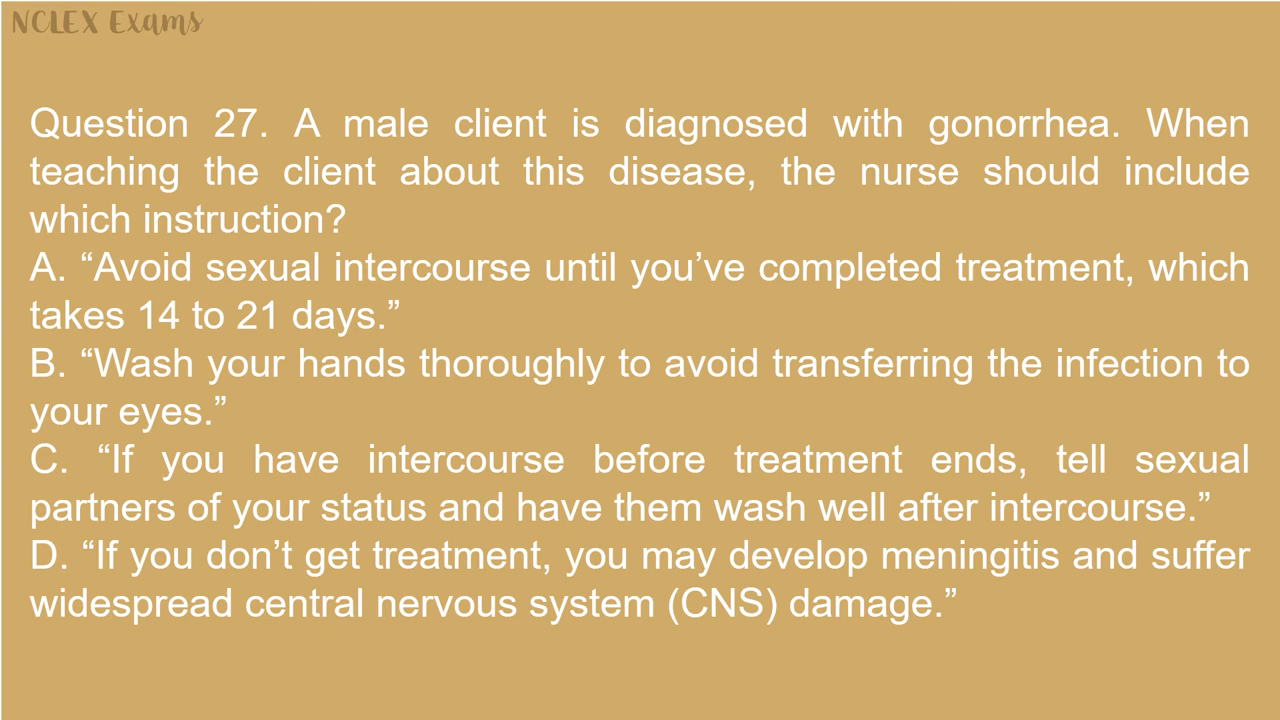 NCLEX Exams
Question 27. A male client is diagnosed with gonorrhea. When
teaching the client about this disease, the nurse should include
which instruction?
A. “Avoid sexual intercourse until you’ve completed treatment, which
takes 14 to 21 days.”
B. “Wash your hands thoroughly to avoid transferring the infection to
your eyes.”
C. “If you have intercourse before treatment ends, tell sexual
partners of your status and have them wash well after intercourse.”
D. “If you don’t get treatment, you may develop meningitis and suffer
widespread central nervous system (CNS) damage.”